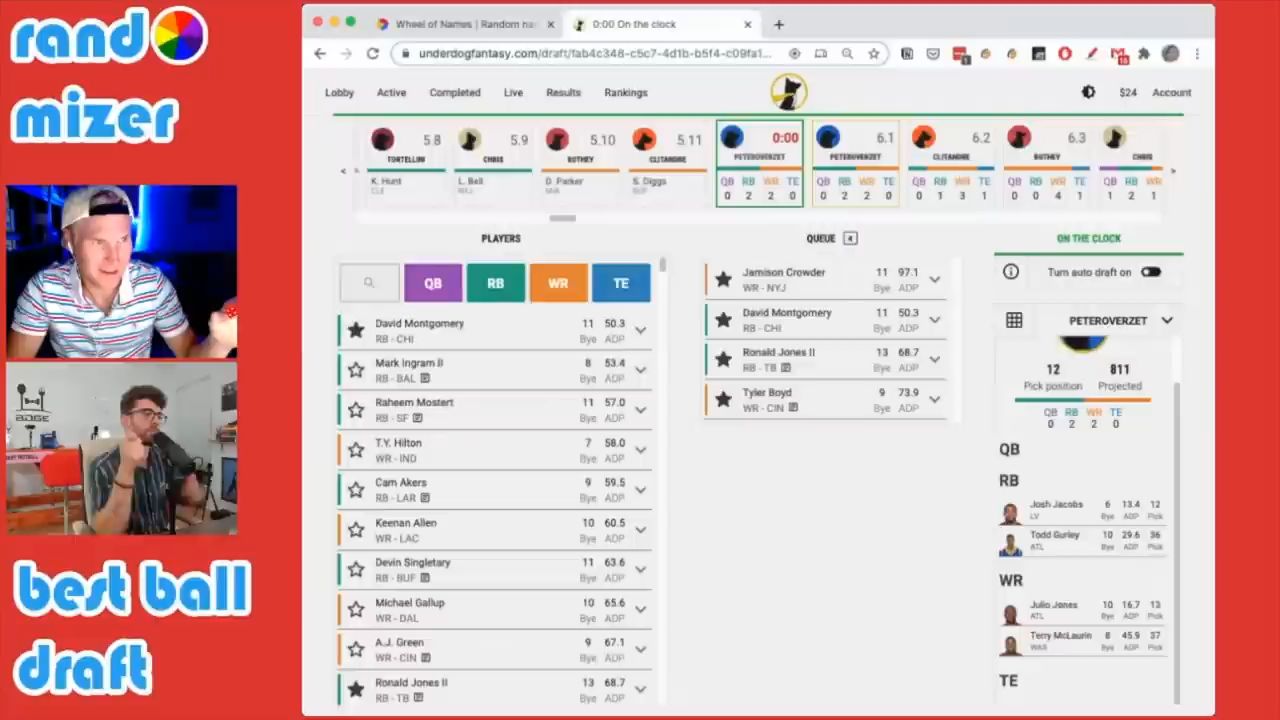 rand
mizer
best ball
draft
Wheel of Names | Random na
0:00 On the clock
underdogfantasy.com/draft/fab4c348-c5c7-4d1b-b5f4-c09fa1...
Lobby Active Completed Live Results Rankings $24 Account
5.8 5.9 5.10 5.11 0:00 6.1 6.2 6.3
TORTELLINI CHRIS ROTHEY CLITANDRE PETEROVERZET PETEROVERZET CLITANDRE ROTHEY CHRIS
K. Hunt L. Bell D. Parker S. Diggs
CLE NYJ MIA BUF
QB RB WR TE QB RB WR TE QB RB WR TE QB RB WR TE QB RB WR
0 2 2 0 0 2 2 0 0 1 3 1 0 0 4 1 1 2 1
PLAYERS
QB RB WR TE
David Montgomery 11 50.3
RB - CHI Bye ADP
Mark Ingram II 8 53.4
RB - BAL Bye ADP
Raheem Mostert 11 57.0
RB - SF Bye ADP
T.Y. Hilton 7 58.0
WR - IND Bye ADP
Cam Akers 9 59.5
RB - LAR Bye ADP
Keenan Allen 10 60.5
WR - LAC Bye ADP
Devin Singletary 11 63.6
RB - BUF Bye ADP
Michael Gallup 10 65.6
WR - DAL Bye ADP
A.J. Green 9 67.1
WR - CIN Bye ADP
Ronald Jones II 13 68.7
RB - TB Bye ADP
QUEUE 4
Jamison Crowder 11 97.1
WR - NYJ Bye ADP
David Montgomery 11 50.3
RB - CHI Bye ADP
Ronald Jones II 13 68.7
RB - TB Bye ADP
Tyler Boyd 9 73.9
WR - CIN Bye ADP
ON THE CLOCK
Turn auto draft on
PETEROVERZET
12 811
Pick position Projected
QB RB WR TE
0 2 2 0
QB
RB
Josh Jacobs 6 13.4 12
LV Bye ADP Pick
Todd Gurley 10 29.6 36
ATL Bye ADP Pick
WR
Julio Jones 10 16.7 13
ATL Bye ADP Pick
Terry McLaurin 8 45.9 37
WAS Bye ADP Pick
TE